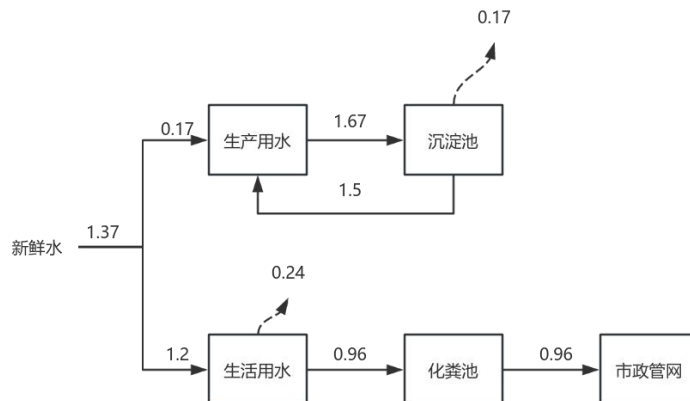 0.17
0.17
生产用水
1.67
沉淀池
1.5
新鲜水
1.37
0.24
1.2
生活用水
0.96
化粪池
0.96
市政管网